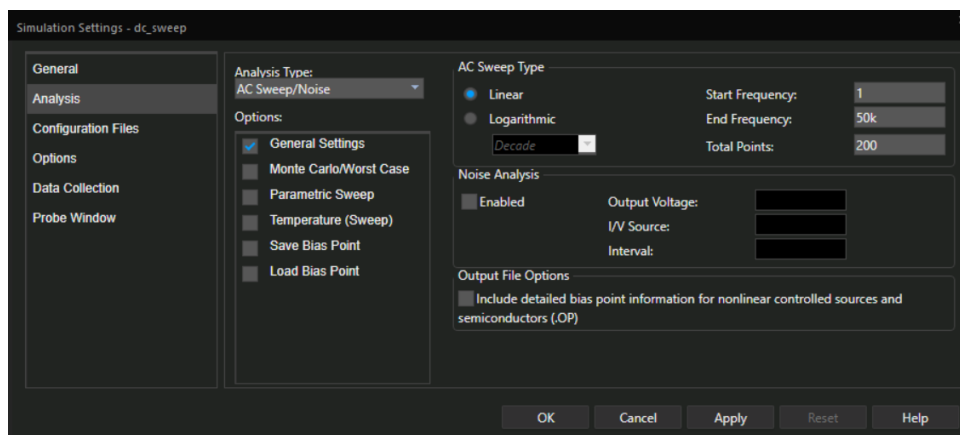 Simulation Settings - dc_sweep
General
Analysis
Configuration Files
Options
Data Collection
Probe Window
Analysis Type:
AC Sweep/Noise
Options:
General Settings
Monte Carlo/Worst Case
Parametric Sweep
Temperature (Sweep)
Save Bias Point
Load Bias Point
AC Sweep Type
Linear
Logarithmic
Decade
Start Frequency: 1
End Frequency: 50k
Total Points: 200
Noise Analysis
Enabled
Output Voltage:
I/V Source:
Interval:
Output File Options
Include detailed bias point information for nonlinear controlled sources and
semiconductors (.OP)
OK Cancel Apply Reset Help